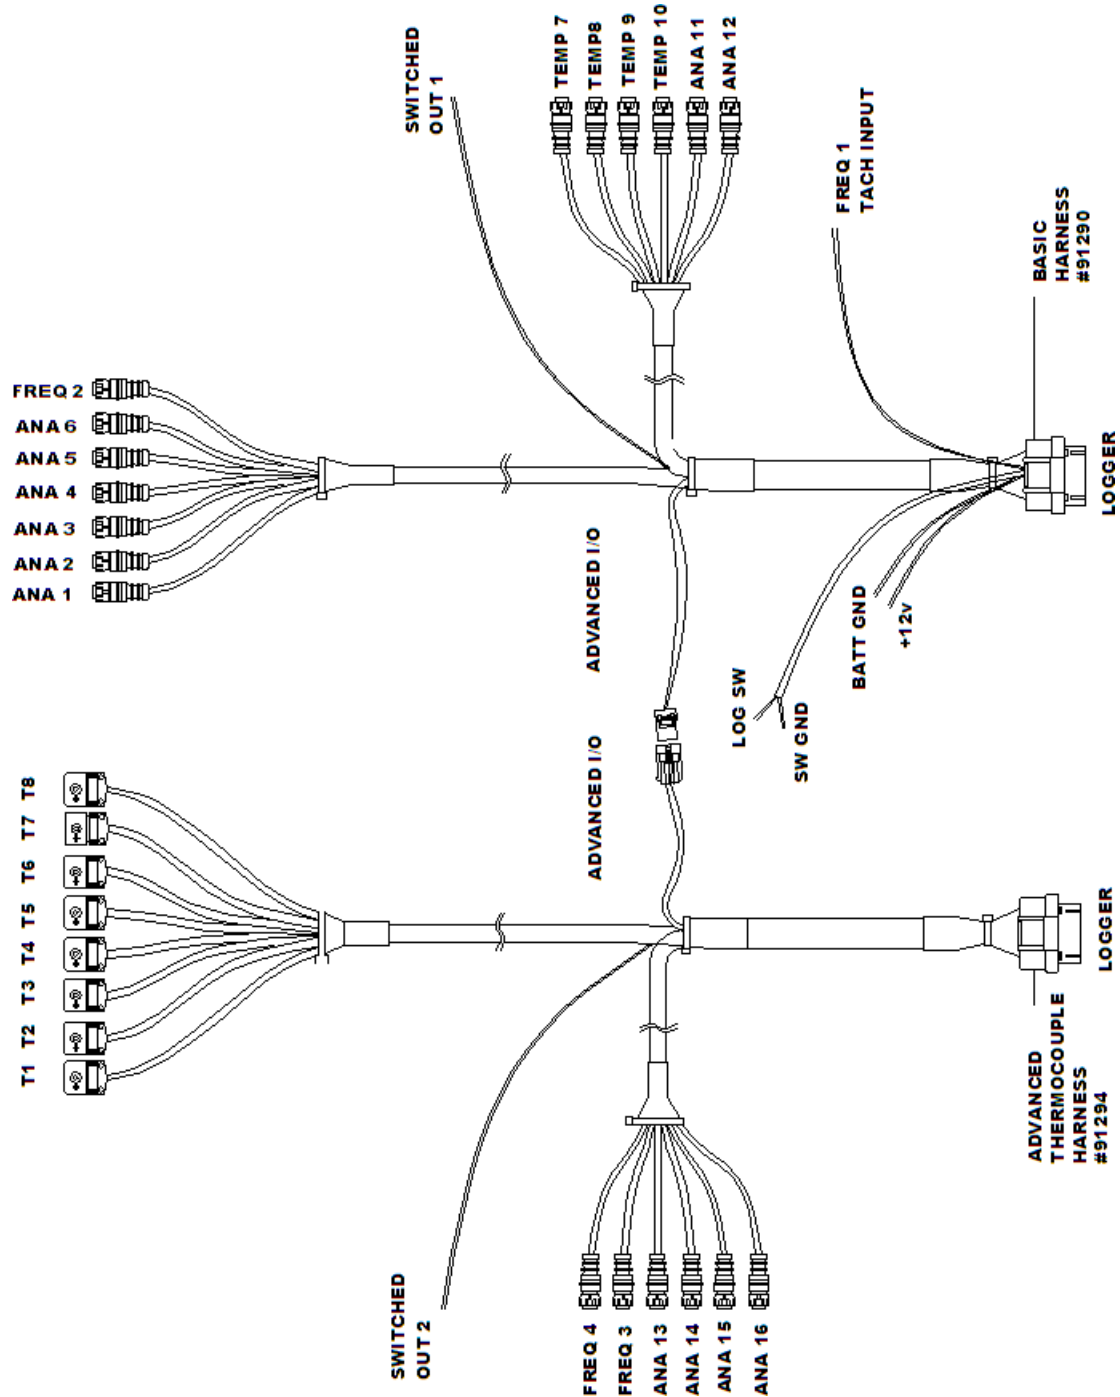 FREQ 2
ANA 6
ANA 5
ANA 4
ANA 3
ANA 2
ANA 1
SWITCHED
OUT 1
TEMP 7
TEMP8
TEMP 9
TEMP 10
ANA 11
ANA 12
FREQ 1
TACH INPUT
BASIC
HARNESS
#91290
LOGGER
ADVANCED I/O
BATT GND
+12v
LOG SW
SW GND
ADVANCED I/O
T8
T7
T6
T5
T4
T3
T2
T1
SWITCHED
OUT 2
FREQ 4
FREQ 3
ANA 13
ANA 14
ANA 15
ANA 16
ADVANCED
THERMOCOUPLE
HARNESS
#91294
LOGGER